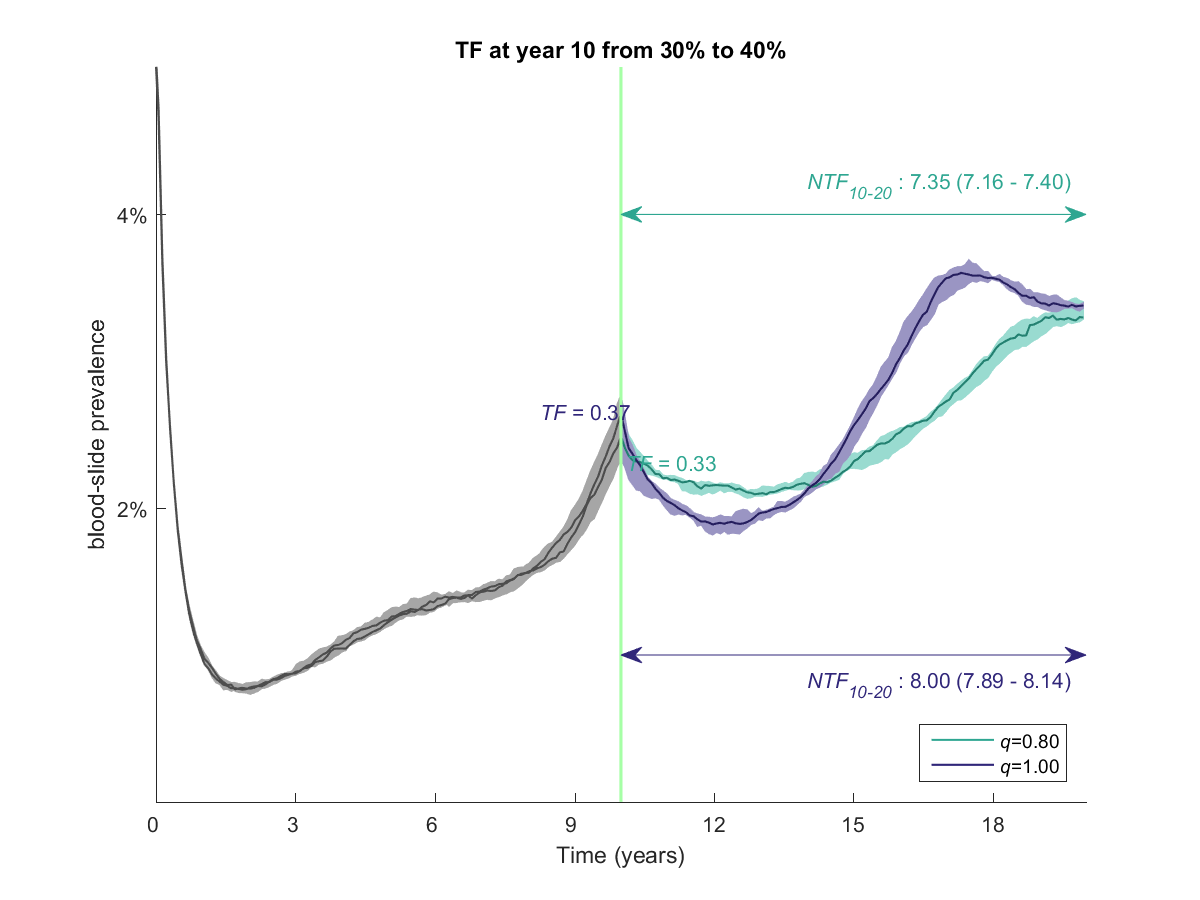 TF at year 10 from 30% to 40%
NTF10-20 : 7.35 (7.16 - 7.40)
4%
TF = 0.37
TF = 0.33
2%
blood-slide prevalence
NTF10-20 : 8.00 (7.89 - 8.14)
q=0.80
q=1.00
0 3 6 9 12 15 18
Time (years)